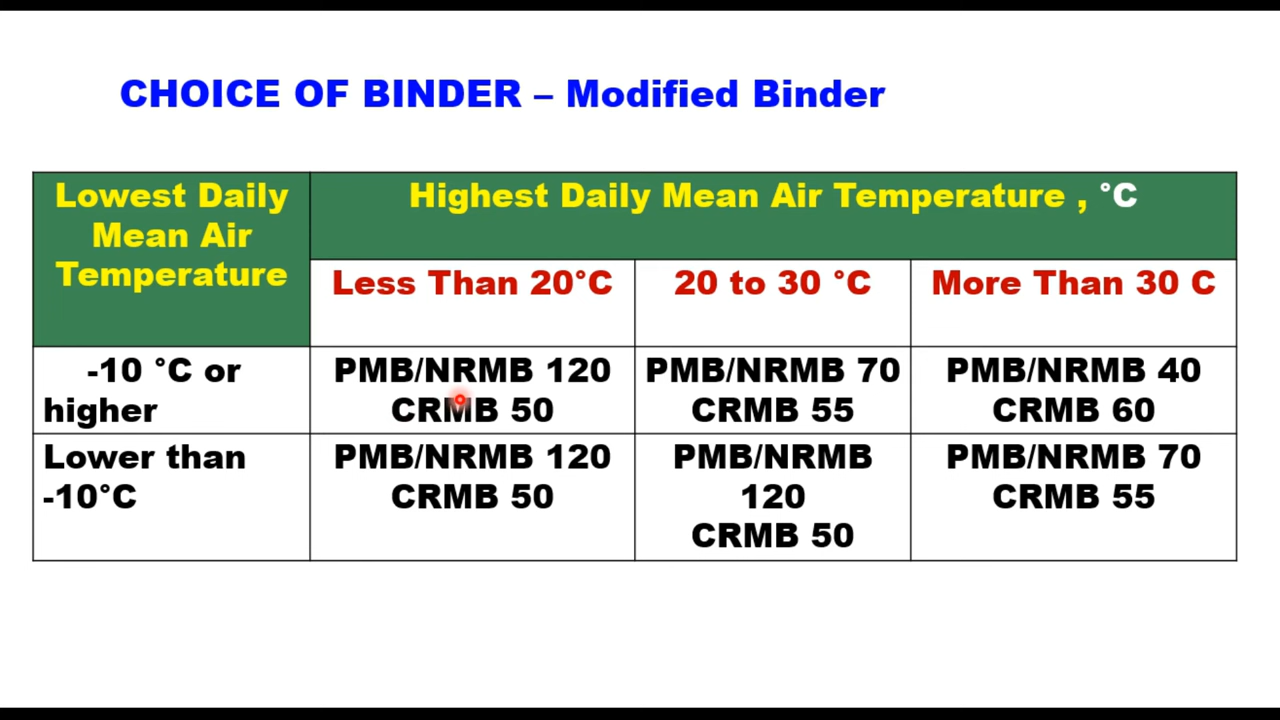 CHOICE OF BINDER – Modified Binder
Lowest Daily
Mean Air
Temperature
Highest Daily Mean Air Temperature , °C
Less Than 20°C
20 to 30 °C
More Than 30 C
-10 °C or
higher
PMB/NRMB 120
CRMB 50
PMB/NRMB 70
CRMB 55
PMB/NRMB 40
CRMB 60
Lower than
-10°C
PMB/NRMB 120
CRMB 50
PMB/NRMB
120
CRMB 50
PMB/NRMB 70
CRMB 55